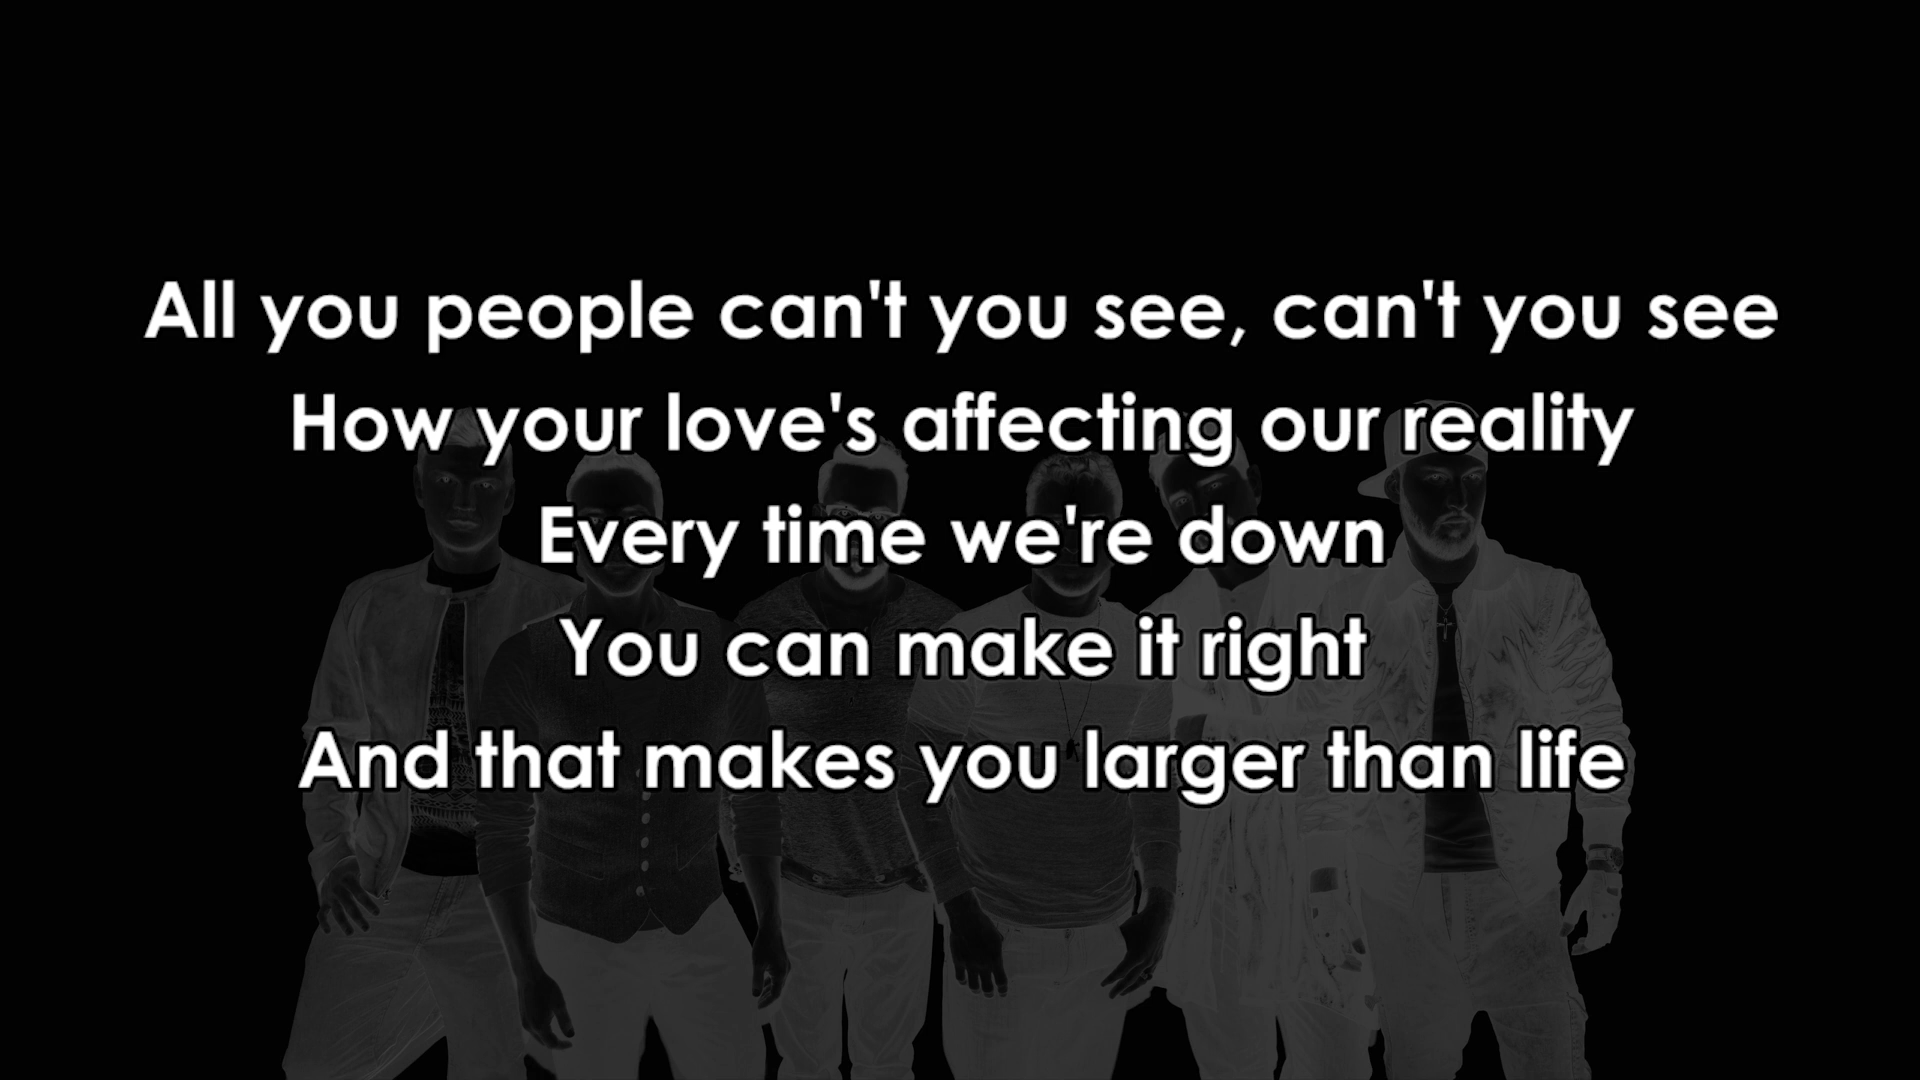 All you people can't you see, can't you see
How your love's affecting our reality
Every time we're down
You can make it right
And that makes you larger than life